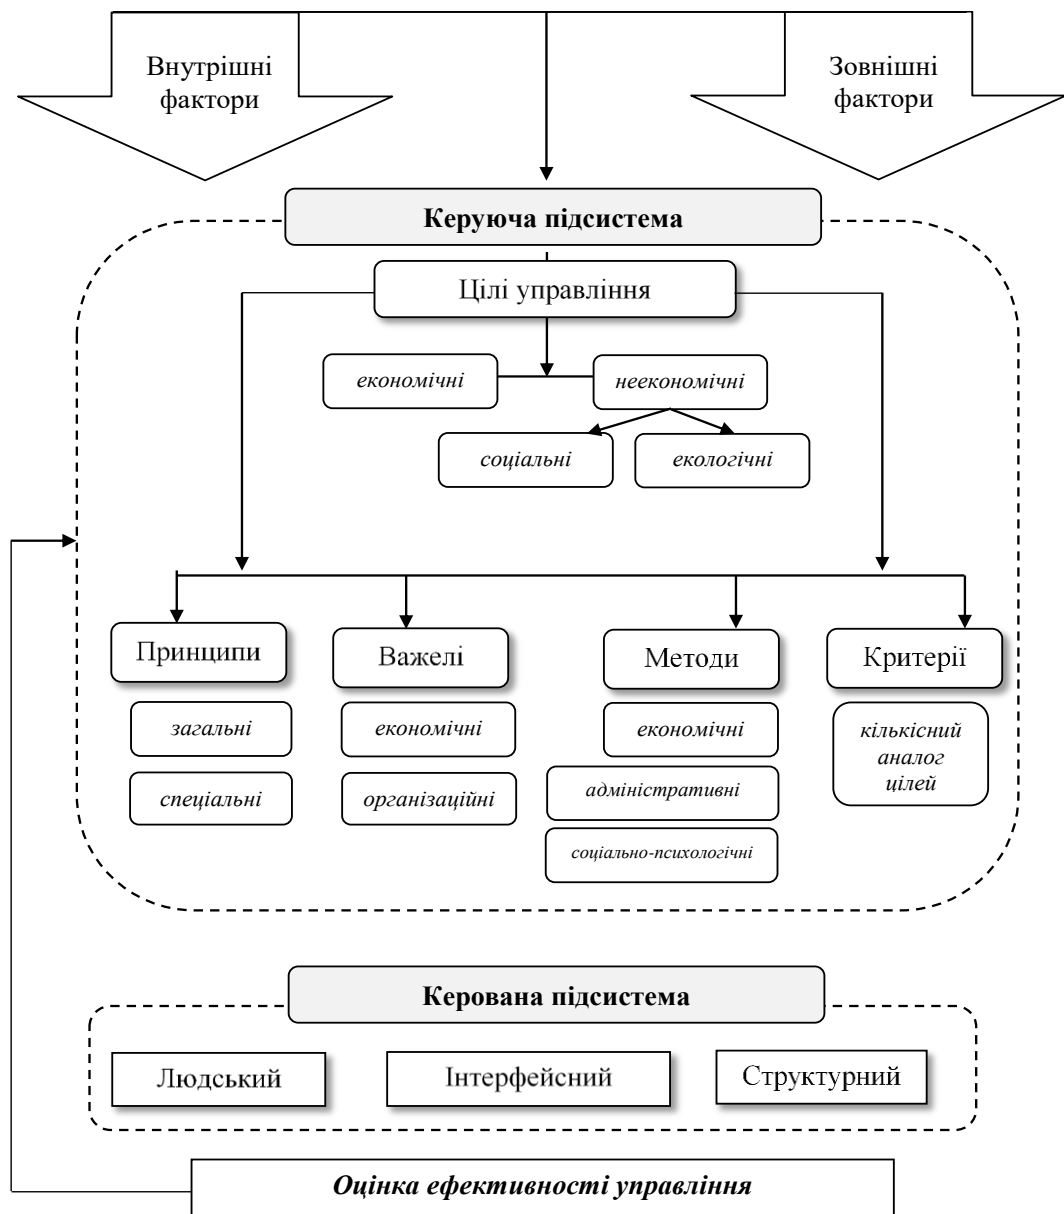 Внутрішні
фактори
Зовнішні
фактори
Керуюча підсистема
Цілі управління
економічні
неекономічні
соціальні
екологічні
Принципи
Важелі
Методи
Критерії
загальні
економічні
економічні
кількісний
аналог
цілей
спеціальні
організаційні
адміністративні
соціально-психологічні
Керована підсистема
Людський
Інтерфейсний
Структурний
Оцінка ефективності управління